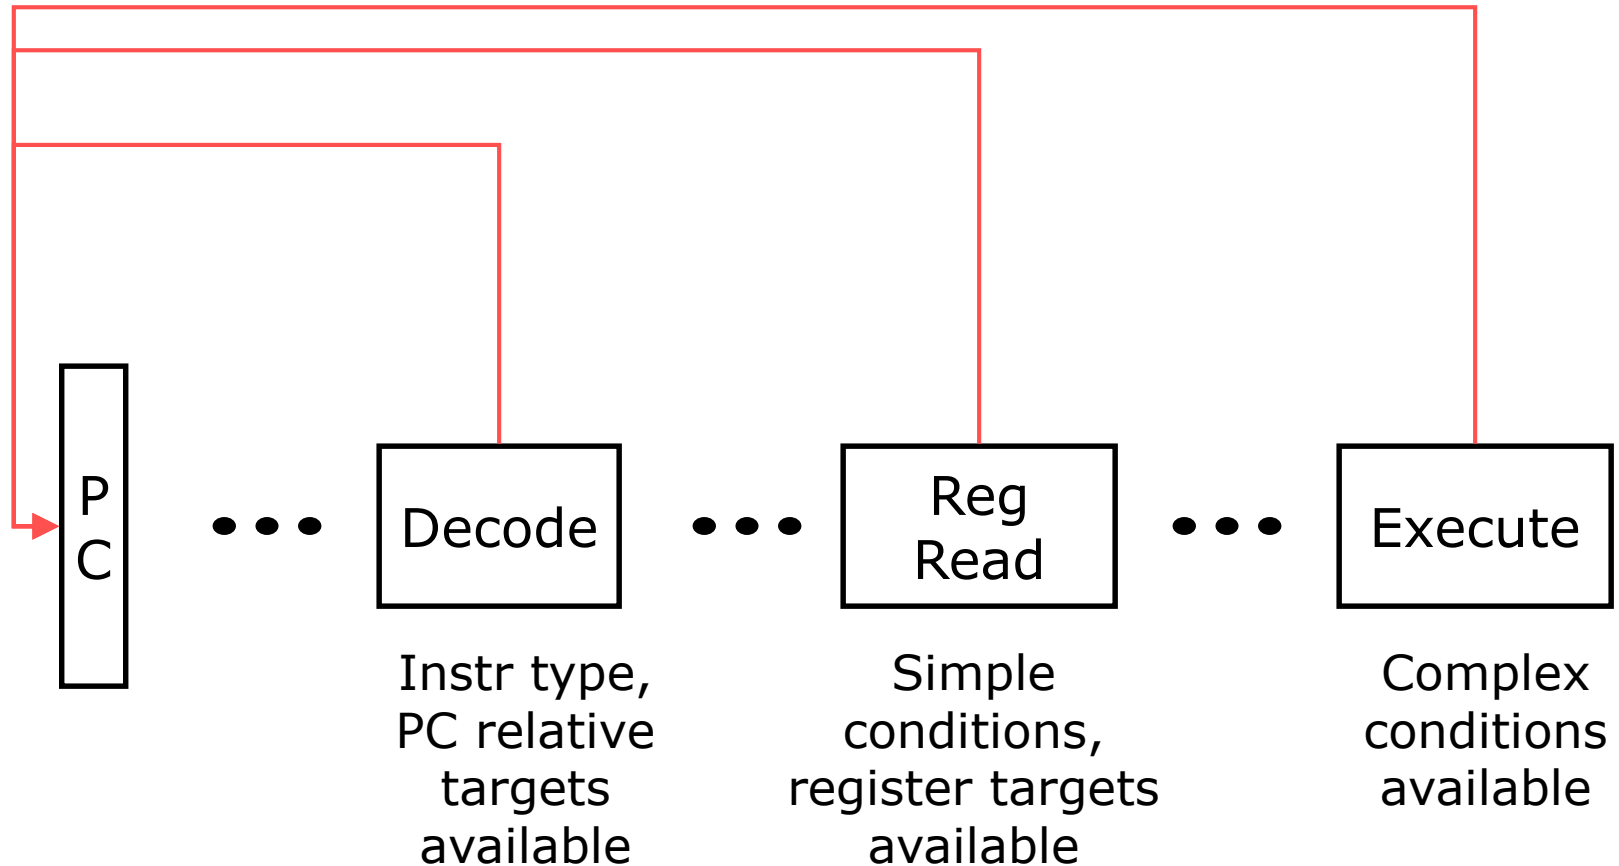 P
C
Decode
Reg
Read
Execute
Instr type,
PC relative
targets
available
Simple
conditions,
register targets
available
Complex
conditions
available